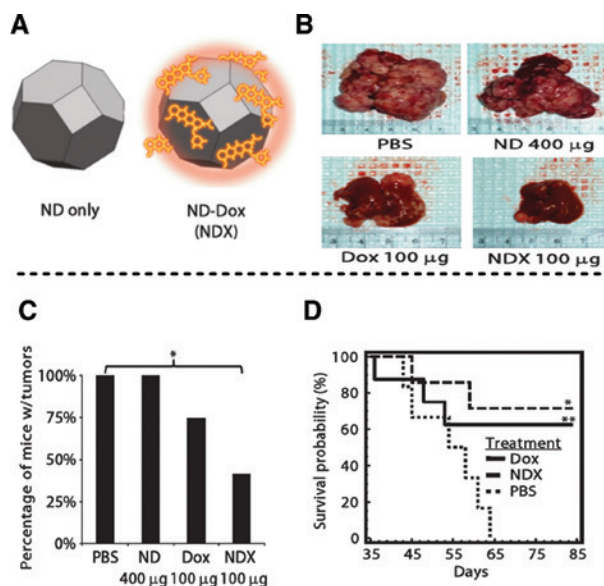 A
ND only
ND-Dox
(NDX)
B
PBS
ND 400 µg
Dox 100 µg
NDX 100 µg
C
Percentage of mice w/tumors
*
100%
75%
50%
25%
0%
PBS ND Dox NDX
400 µg 100 µg 100 µg
D
Survival probability (%)
100
80
60
40
20
0
*
**
Treatment
Dox
NDX
PBS
35 45 55 65 75 85
Days